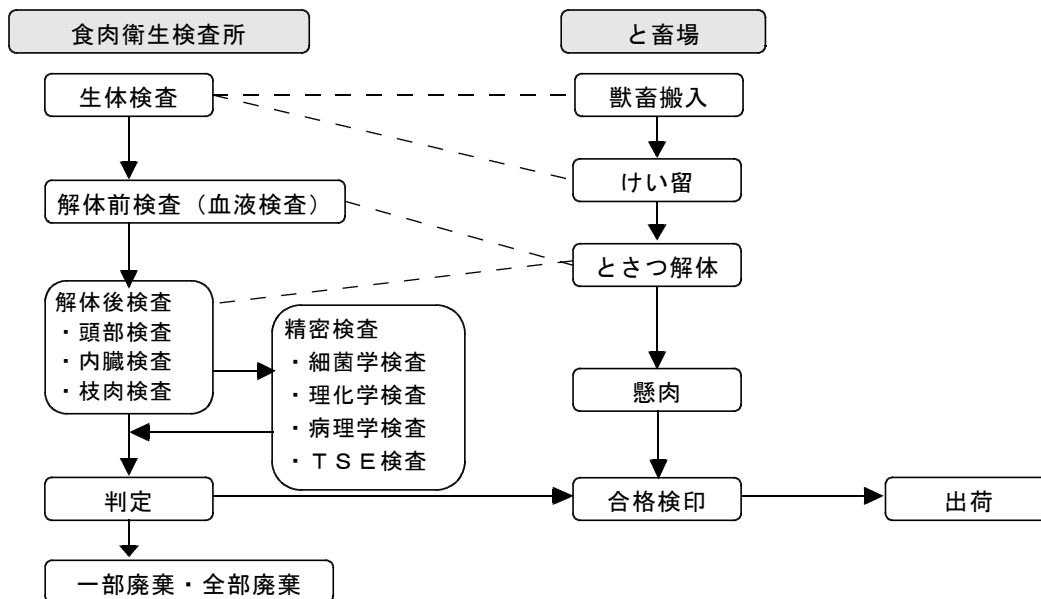 食肉衛生検査所
と畜場
生体検査
獣畜搬入
けい留
解体前検査（血液検査）
とさつ解体
解体後検査
・頭部検査
・内臓検査
・枝肉検査
精密検査
・細菌学検査
・理化学検査
・病理学検査
・ＴＳＥ検査
懸肉
判定
合格検印
出荷
一部廃棄・全部廃棄